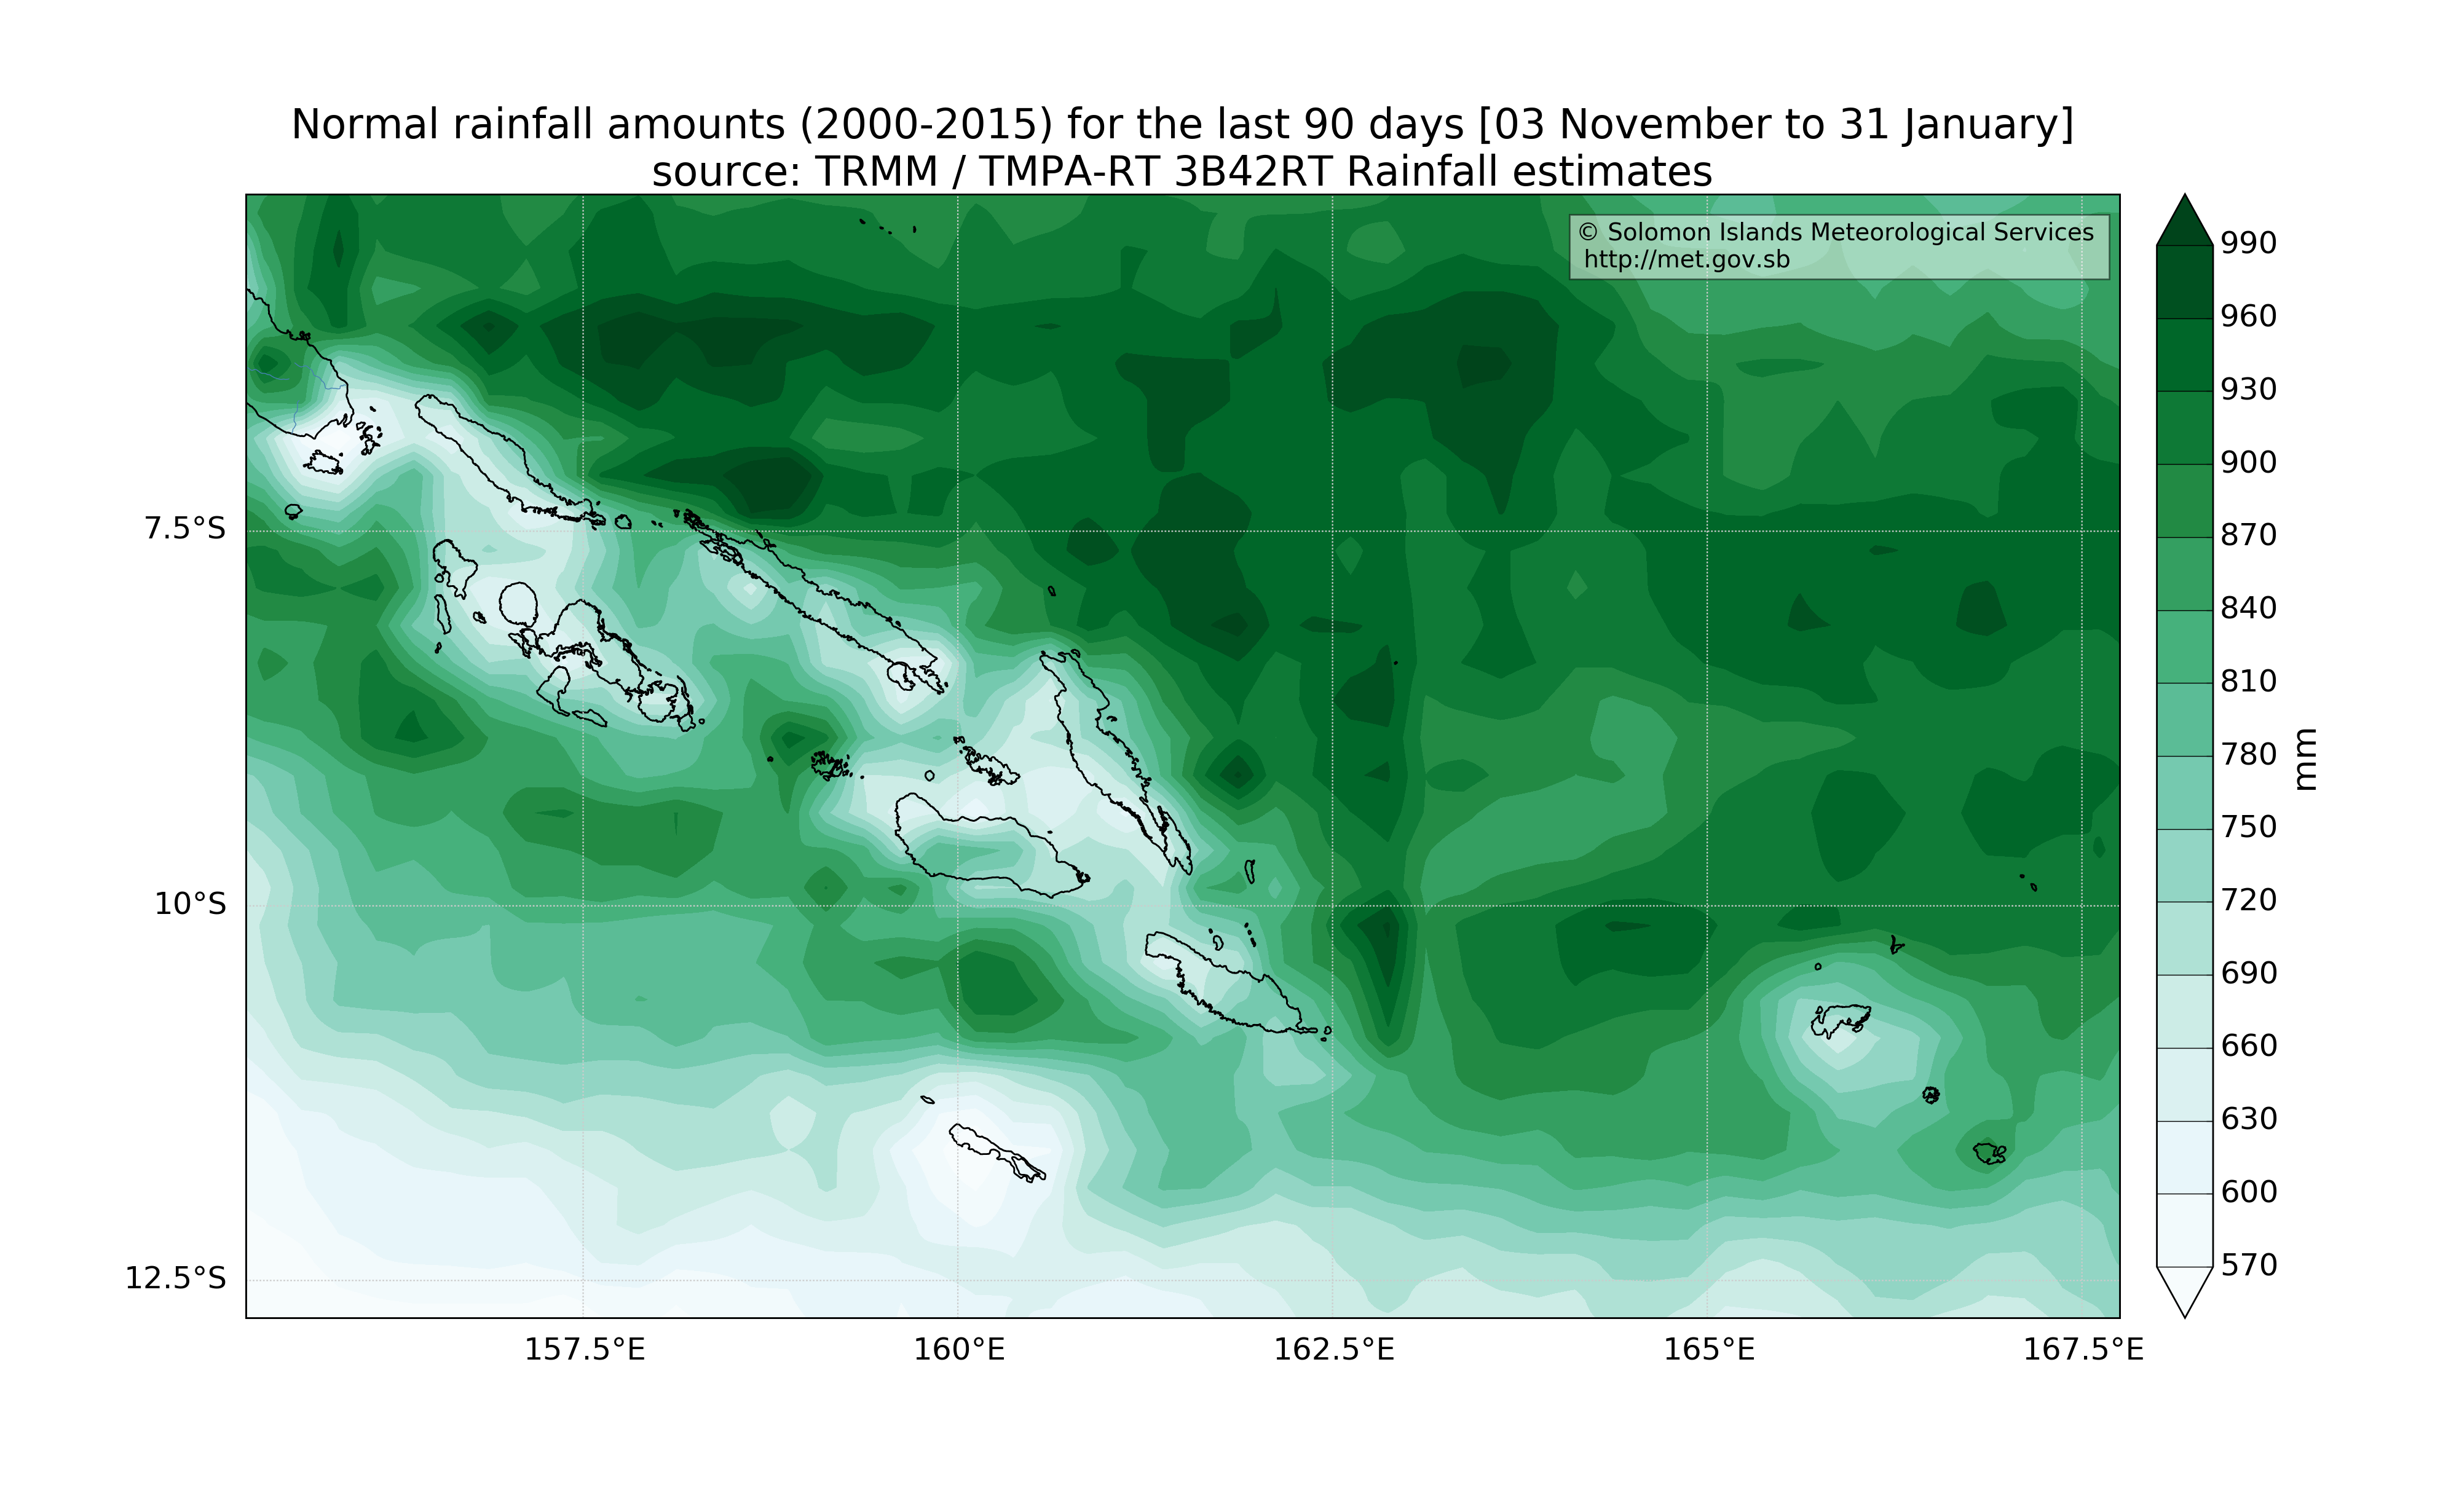 Normal rainfall amounts (2000-2015) for the last 90 days [03 November to 31 January]
source: TRMM / TMPA-RT 3B42RT Rainfall estimates
© Solomon Islands Meteorological Services
http://met.gov.sb
7.5°S
10°S
12.5°S
157.5°E
160°E
162.5°E
165°E
167.5°E
990
960
930
900
870
840
810
780
750
720
690
660
630
600
570
mm